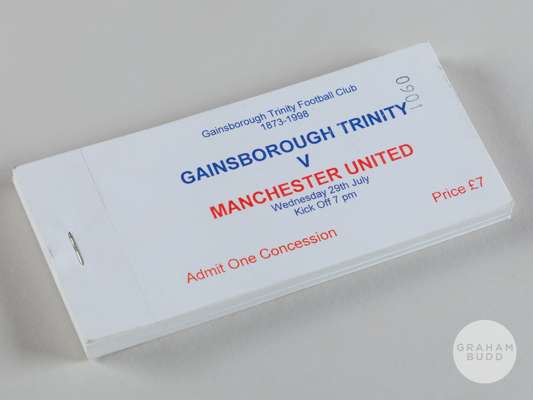 Gainsborough Trinity Football Club
1873-1998
GAINSBOROUGH TRINITY
V
MANCHESTER UNITED
Wednesday 29th July
Kick Off 7 pm
Admit One Concession
Price £7
1060
GRAHAM
BUDD